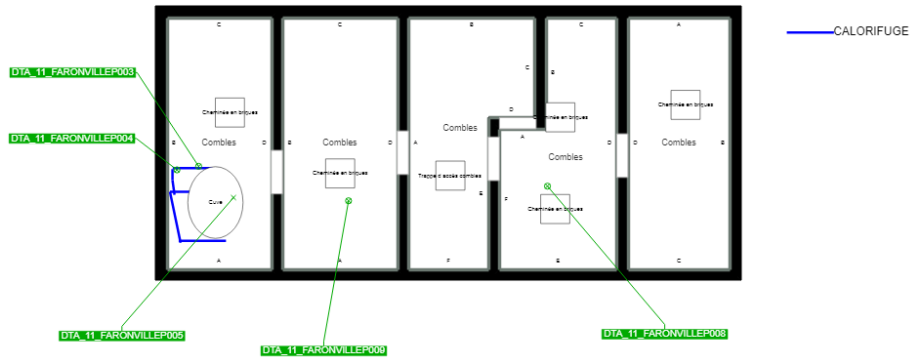 C
C
B
C
A
CALORIFUGE
DTA_11_FARONVILLEP003
C
B
Cheminée en briques
Cheminée en briques
D
Cheminée en briques
Combles
DTA_11_FARONVILLEP004
B
Combles
D
B
Combles
D
A
A
Combles
D
D
Combles
B
Cheminée en briques
Trappe d'accès combles
E
F
Cuve
Cheminée en briques
A
A
F
B
C
DTA_11_FARONVILLEP005
DTA_11_FARONVILLEP009
DTA_11_FARONVILLEP008